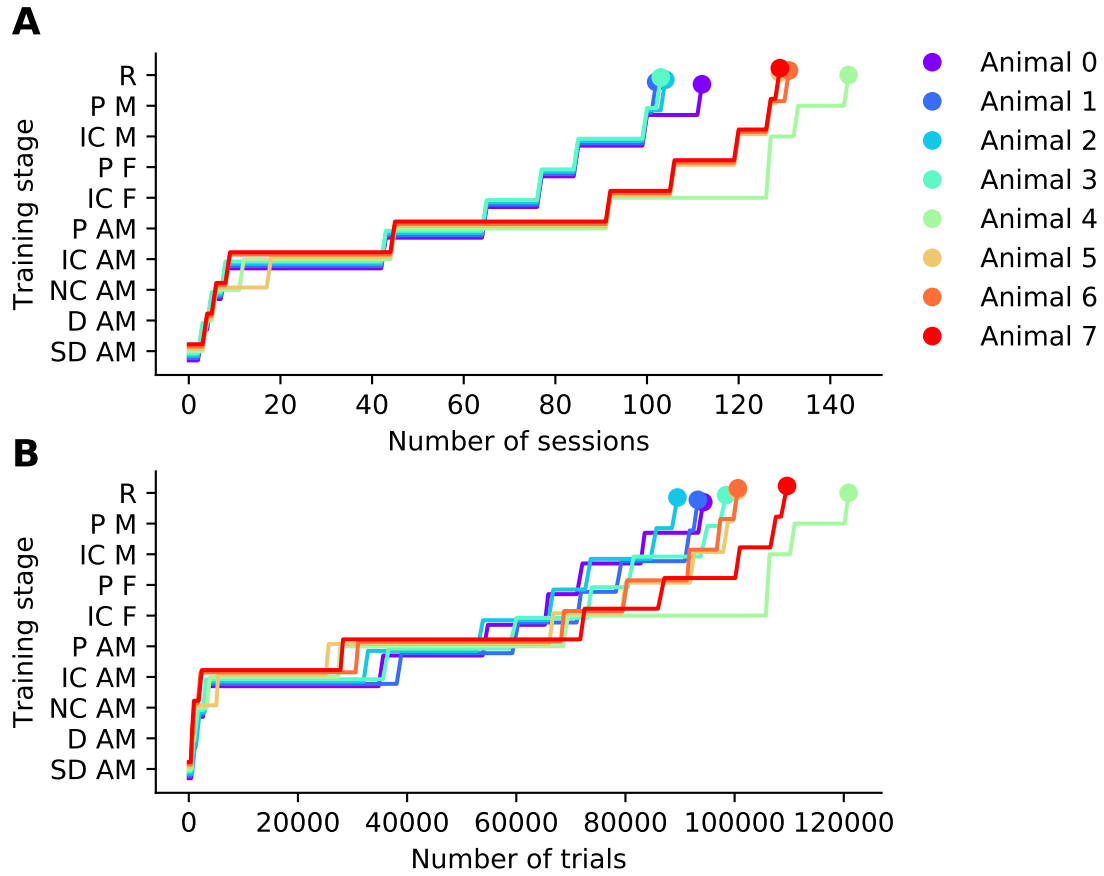 A
Training stage
R
P M
IC M
P F
IC F
P AM
IC AM
NC AM
D AM
SD AM
0 20 40 60 80 100 120 140
Number of sessions
Animal 0
Animal 1
Animal 2
Animal 3
Animal 4
Animal 5
Animal 6
Animal 7
B
Training stage
R
P M
IC M
P F
IC F
P AM
IC AM
NC AM
D AM
SD AM
0 20000 40000 60000 80000 100000 120000
Number of trials